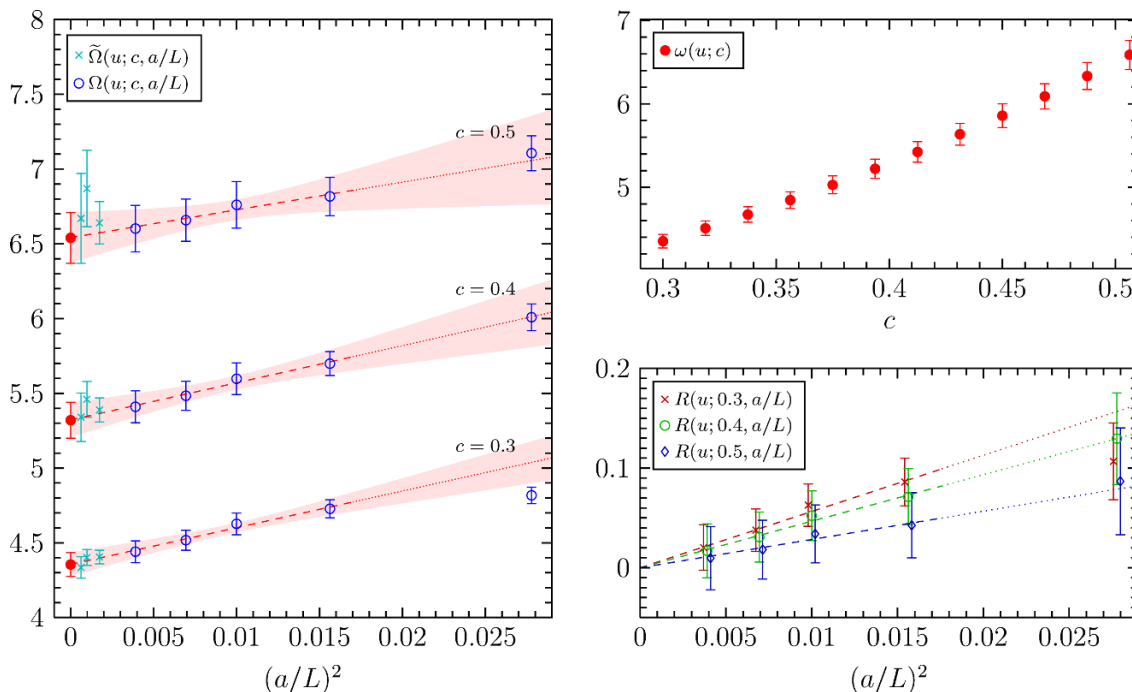 8
7.5
7
6.5
6
5.5
5
4.5
4
Ω̃(u; c, a/L)
Ω(u; c, a/L)
c = 0.5
c = 0.4
c = 0.3
0
0.005
0.01
0.015
0.02
0.025
(a/L)²
7
6
5
ω(u; c)
0.3
0.35
0.4
0.45
0.5
c
0.2
0.1
0
R(u; 0.3, a/L)
R(u; 0.4, a/L)
R(u; 0.5, a/L)
0
0.005
0.01
0.015
0.02
0.025
(a/L)²